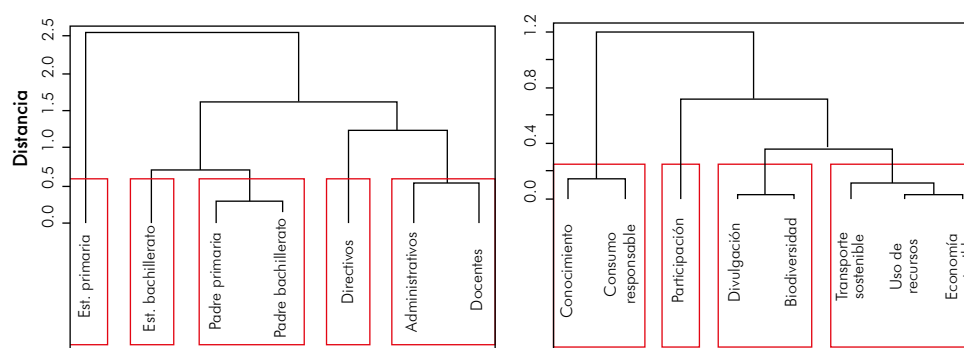 Distancia
2.5
2.0
1.5
1.0
0.5
0.0
Est. primaria
Est. bachillerato
Padre primaria
Padre bachillerato
Directivos
Administrativos
Docentes
1.2
0.8
0.4
0.0
Conocimiento
Consumo
responsable
Participación
Divulgación
Biodiversidad
Transporte
sostenible
Uso de
recursos
Economía